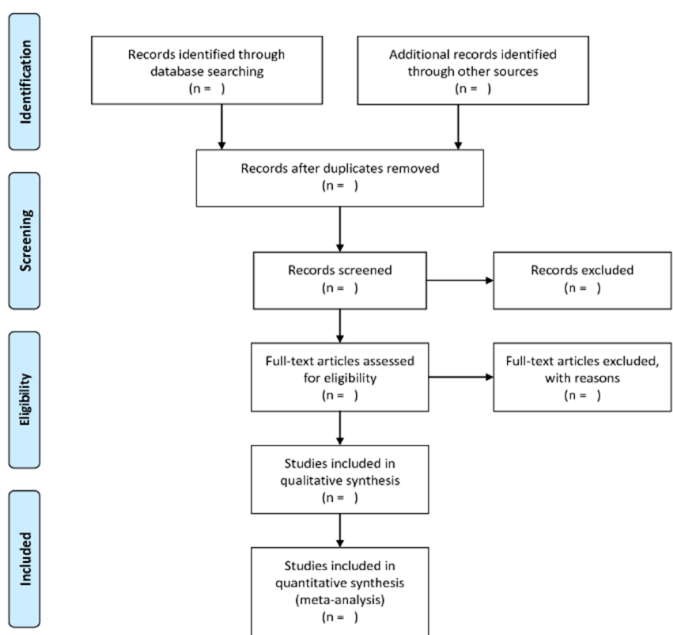 Identification
Records identified through
database searching
(n =   )
Additional records identified
through other sources
(n =   )
Records after duplicates removed
(n =   )
Screening
Records screened
(n =   )
Records excluded
(n =   )
Eligibility
Full-text articles assessed
for eligibility
(n =   )
Full-text articles excluded,
with reasons
(n =   )
Studies included in
qualitative synthesis
(n =   )
Included
Studies included in
quantitative synthesis
(meta-analysis)
(n =   )